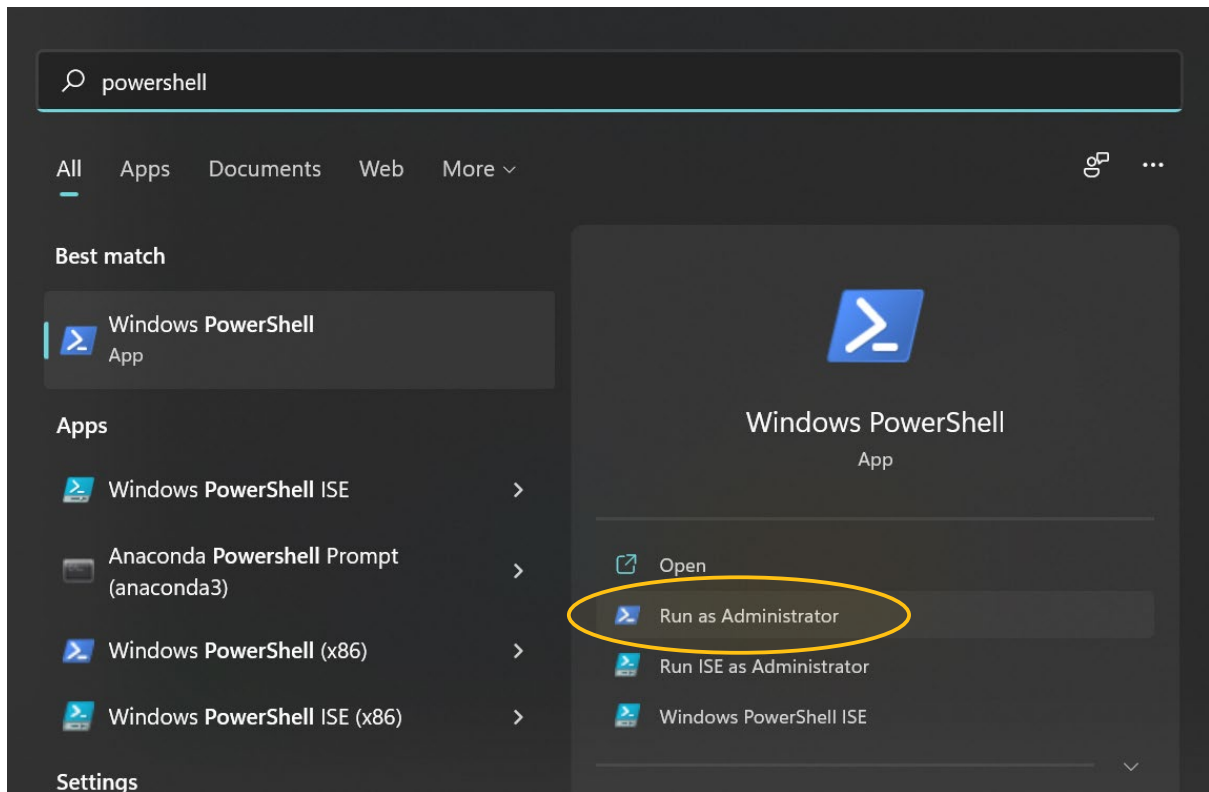 powershell
All Apps Documents Web More
Best match
Windows PowerShell
App
Apps
Windows PowerShell ISE
Anaconda Powershell Prompt
(anaconda3)
Windows PowerShell (x86)
Windows PowerShell ISE (x86)
Settings
Windows PowerShell
App
Open
Run as Administrator
Run ISE as Administrator
Windows PowerShell ISE